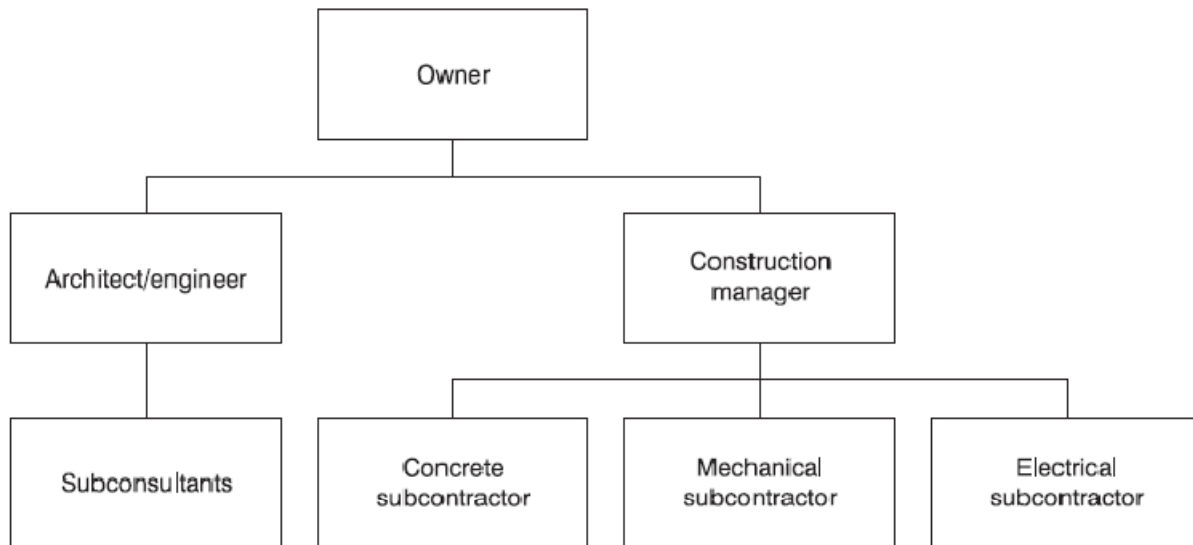 Owner
Architect/engineer
Construction
manager
Subconsultants
Concrete
subcontractor
Mechanical
subcontractor
Electrical
subcontractor